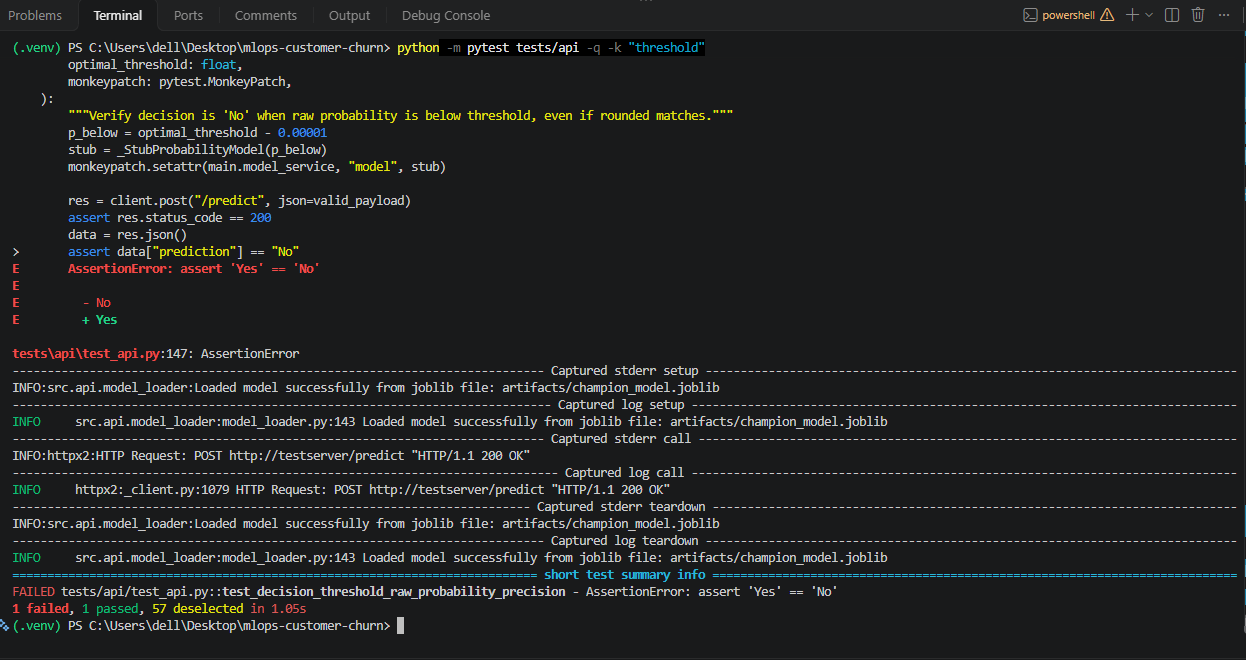 Problems Terminal Ports Comments Output Debug Console powershell
(.venv) PS C:\Users\dell\Desktop\mlops-customer-churn> python -m pytest tests/api -q -k "threshold"
optimal_threshold: float,
monkeypatch: pytest.MonkeyPatch,
):
"""Verify decision is 'No' when raw probability is below threshold, even if rounded matches."""
p_below = optimal_threshold - 0.00001
stub = _StubProbabilityModel(p_below)
monkeypatch.setattr(main.model_service, "model", stub)
res = client.post("/predict", json=valid_payload)
assert res.status_code == 200
data = res.json()
> assert data["prediction"] == "No"
E AssertionError: assert 'Yes' == 'No'
E
E - No
E + Yes
tests\api\test_api.py:147: AssertionError
---------------------------------------------------------------------------- Captured stderr setup ----------------------------------------------------------------------------
INFO:src.api.model_loader:Loaded model successfully from joblib file: artifacts/champion_model.joblib
----------------------------------------------------------------------------- Captured log setup ------------------------------------------------------------------------------
INFO src.api.model_loader:model_loader.py:143 Loaded model successfully from joblib file: artifacts/champion_model.joblib
---------------------------------------------------------------------------- Captured stderr call -----------------------------------------------------------------------------
INFO:httpx2:HTTP Request: POST http://testserver/predict "HTTP/1.1 200 OK"
------------------------------------------------------------------------------ Captured log call ------------------------------------------------------------------------------
INFO httpx2:_client.py:1079 HTTP Request: POST http://testserver/predict "HTTP/1.1 200 OK"
-------------------------------------------------------------------------- Captured stderr teardown ---------------------------------------------------------------------------
INFO:src.api.model_loader:Loaded model successfully from joblib file: artifacts/champion_model.joblib
---------------------------------------------------------------------------- Captured log teardown ----------------------------------------------------------------------------
INFO src.api.model_loader:model_loader.py:143 Loaded model successfully from joblib file: artifacts/champion_model.joblib
=========================================================================== short test summary info ===========================================================================
FAILED tests/api/test_api.py::test_decision_threshold_raw_probability_precision - AssertionError: assert 'Yes' == 'No'
1 failed, 1 passed, 57 deselected in 1.05s
(.venv) PS C:\Users\dell\Desktop\mlops-customer-churn>